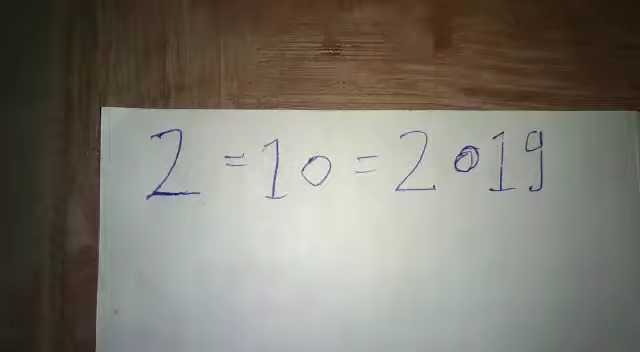 2 = 10 = 2019